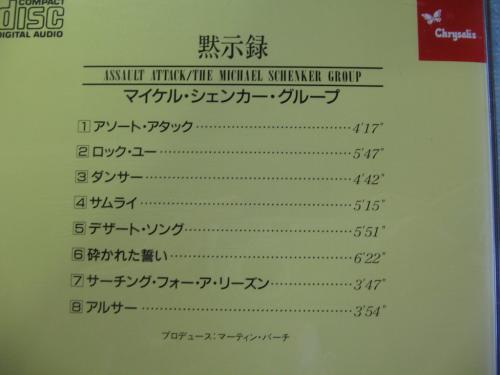 COMPACT
disc
DIGITAL AUDIO
Chrysalis
黙示録
ASSAULT ATTACK/THE MICHAEL SCHENKER GROUP
マイケル・シェンカー・グループ
1 アソート・アタック 4'17"
2 ロック・ユー 5'47"
3 ダンサー 4'42"
4 サムライ 5'15"
5 デザート・ソング 5'51"
6 砕かれた誓い 6'22"
7 サーチング・フォー・ア・リーズン 3'47"
8 アルサー 3'54"
プロデュース:マーティン・バーチ